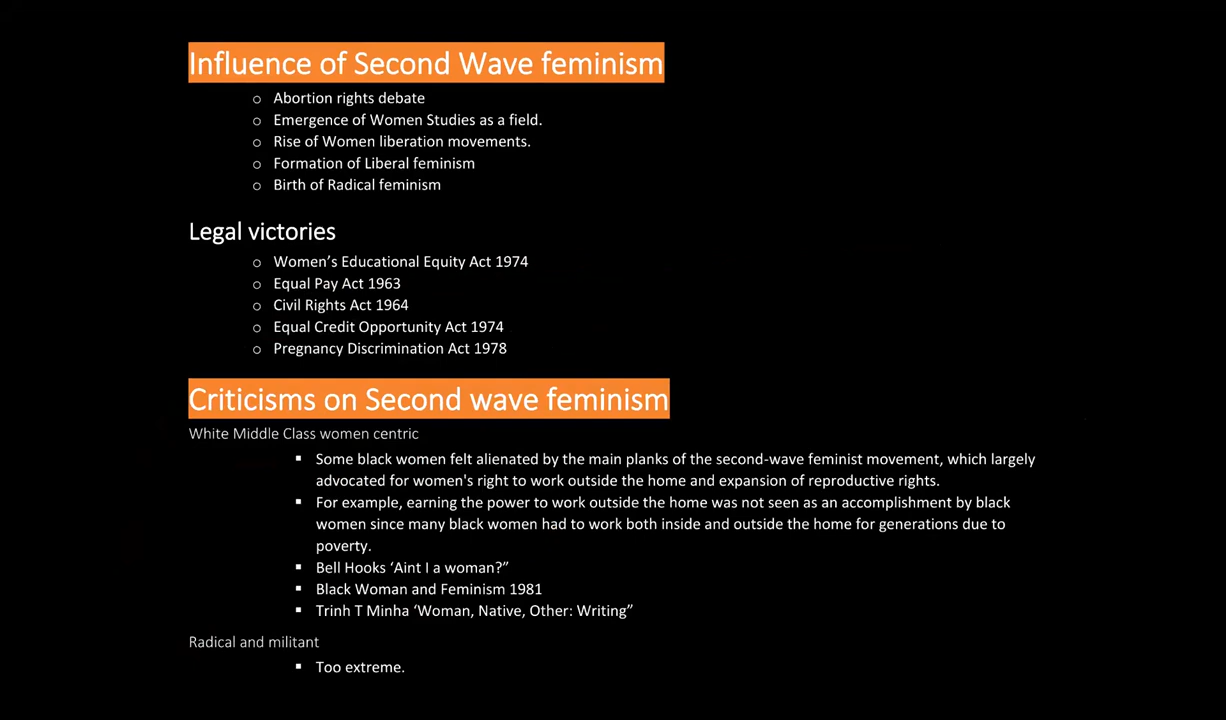 Influence of Second Wave feminism
o Abortion rights debate
o Emergence of Women Studies as a field.
o Rise of Women liberation movements.
o Formation of Liberal feminism
o Birth of Radical feminism
Legal victories
o Women’s Educational Equity Act 1974
o Equal Pay Act 1963
o Civil Rights Act 1964
o Equal Credit Opportunity Act 1974
o Pregnancy Discrimination Act 1978
Criticisms on Second wave feminism
White Middle Class women centric
▪ Some black women felt alienated by the main planks of the second-wave feminist movement, which largely
advocated for women's right to work outside the home and expansion of reproductive rights.
▪ For example, earning the power to work outside the home was not seen as an accomplishment by black
women since many black women had to work both inside and outside the home for generations due to
poverty.
▪ Bell Hooks ‘Aint I a woman?”
▪ Black Woman and Feminism 1981
▪ Trinh T Minha ‘Woman, Native, Other: Writing”
Radical and militant
▪ Too extreme.